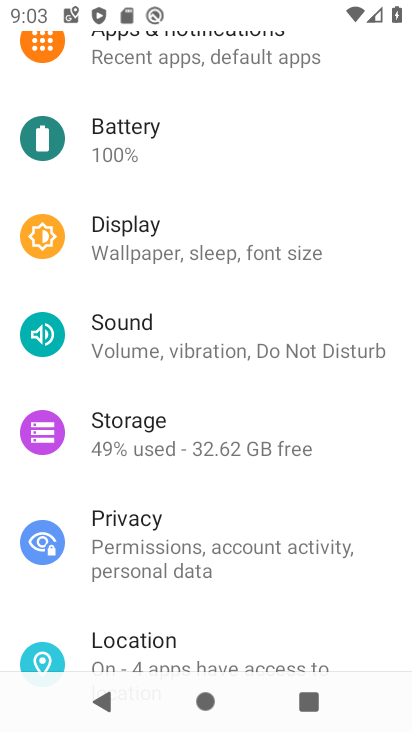 9:03
Apps & notifications
Recent apps, default apps
Battery
100%
Display
Wallpaper, sleep, font size
Sound
Volume, vibration, Do Not Disturb
Storage
49% used - 32.62 GB free
Privacy
Permissions, account activity,
personal data
Location
On - 4 apps have access to
location